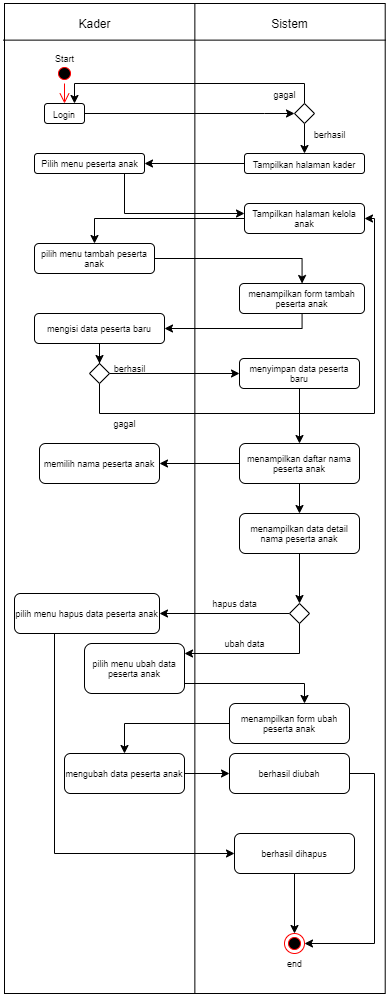 Kader
Sistem
Start
gagal
Login
berhasil
Pilih menu peserta anak
Tampilkan halaman kader
Tampilkan halaman kelola
anak
pilih menu tambah peserta
anak
menampilkan form tambah
peserta anak
mengisi data peserta baru
berhasil
menyimpan data peserta
baru
gagal
memilih nama peserta anak
menampilkan daftar nama
peserta anak
menampilkan data detail
nama peserta anak
hapus data
pilih menu hapus data peserta anak
ubah data
pilih menu ubah data
peserta anak
menampilkan form ubah
peserta anak
mengubah data peserta anak
berhasil diubah
berhasil dihapus
end